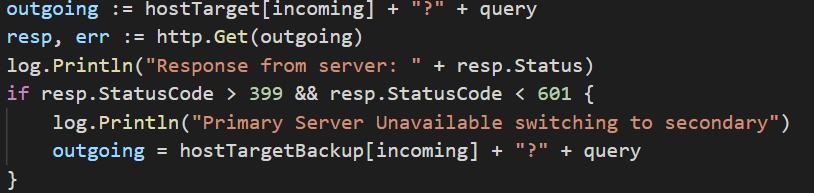 outgoing := hostTarget[incoming] + "?" + query
resp, err := http.Get(outgoing)
log.Println("Response from server: " + resp.Status)
if resp.StatusCode > 399 && resp.StatusCode < 601 {
    log.Println("Primary Server Unavailable switching to secondary")
    outgoing = hostTargetBackup[incoming] + "?" + query
}